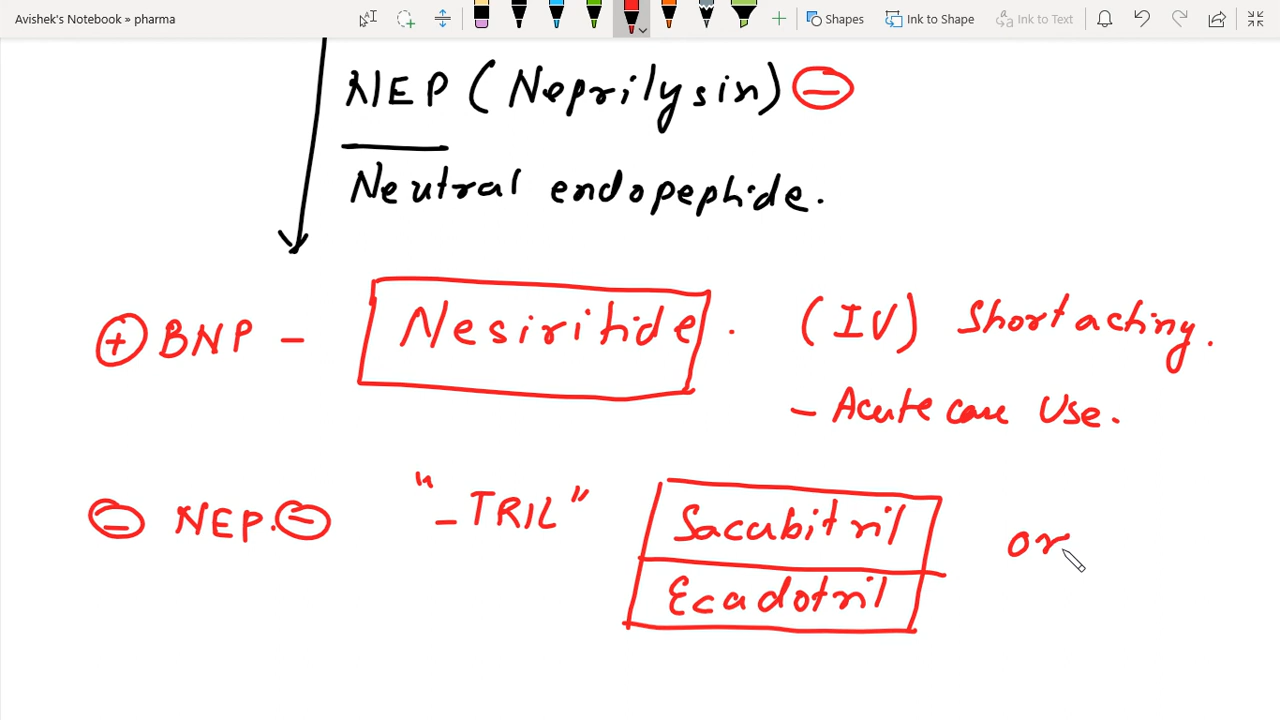 Avishek's Notebook » pharma
Shapes
Ink to Shape
Ink to Text
NEP (Neprilysin) ⊖
Neutral endopephide.
⊕ BNP - Nesiritide. (IV) Short acting.
- Acute care Use.
⊖ NEP. ⊖ "-TRIL" Sacubitril or
Ecadotril